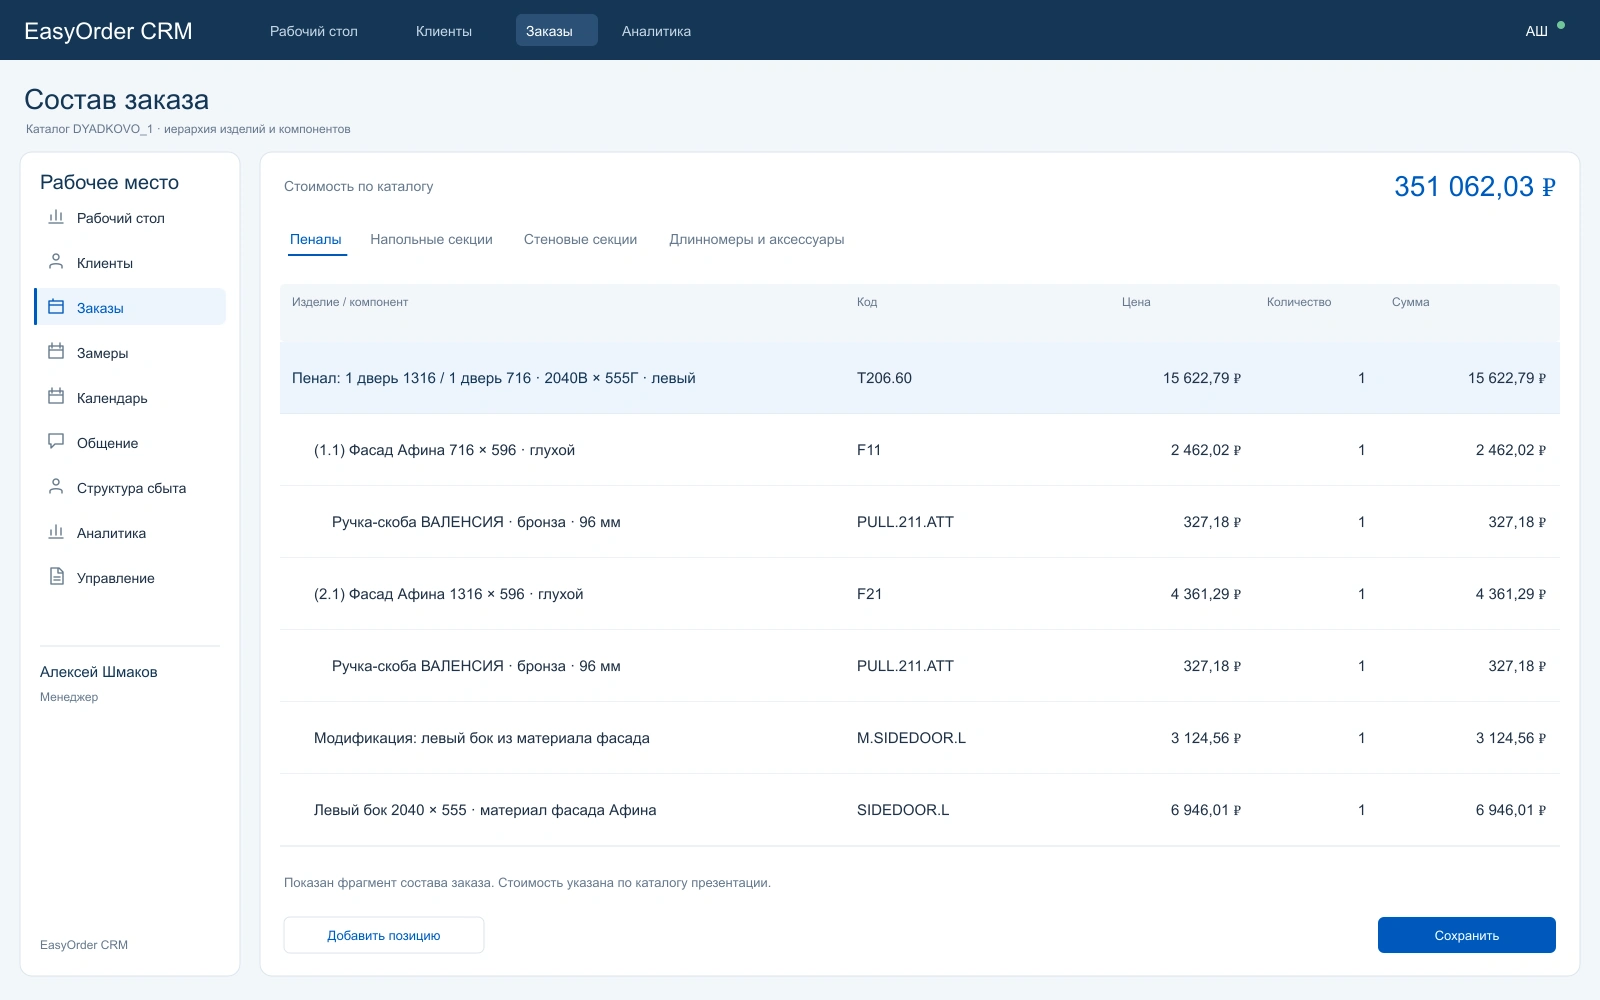 EasyOrder CRM
Рабочий стол
Клиенты
Заказы
Аналитика
АШ
Состав заказа
Каталог DYADKOVO_1 · иерархия изделий и компонентов
Рабочее место
Рабочий стол
Клиенты
Заказы
Замеры
Календарь
Общение
Структура сбыта
Аналитика
Управление
Алексей Шмаков
Менеджер
EasyOrder CRM
Стоимость по каталогу 351 062,03 ₽
Пеналы Напольные секции Стеновые секции Длинномеры и аксессуары
Изделие / компонент Код Цена Количество Сумма
Пенал: 1 дверь 1316 / 1 дверь 716 · 2040В × 555Г · левый T206.60 15 622,79 ₽ 1 15 622,79 ₽
(1.1) Фасад Афина 716 × 596 · глухой F11 2 462,02 ₽ 1 2 462,02 ₽
Ручка-скоба ВАЛЕНСИЯ · бронза · 96 мм PULL.211.ATT 327,18 ₽ 1 327,18 ₽
(2.1) Фасад Афина 1316 × 596 · глухой F21 4 361,29 ₽ 1 4 361,29 ₽
Ручка-скоба ВАЛЕНСИЯ · бронза · 96 мм PULL.211.ATT 327,18 ₽ 1 327,18 ₽
Модификация: левый бок из материала фасада M.SIDEDOOR.L 3 124,56 ₽ 1 3 124,56 ₽
Левый бок 2040 × 555 · материал фасада Афина SIDEDOOR.L 6 946,01 ₽ 1 6 946,01 ₽
Показан фрагмент состава заказа. Стоимость указана по каталогу презентации.
Добавить позицию
Сохранить